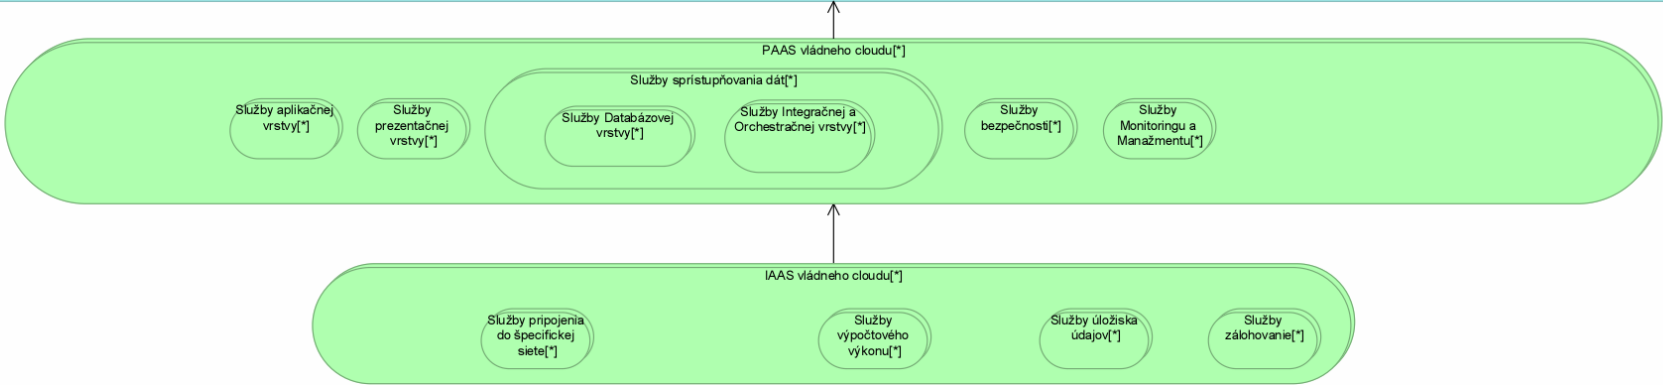 PAAS vládneho cloudu[*]
Služby sprístupňovania dát[*]
Služby aplikačnej
vrstvy[*]
Služby
prezentačnej
vrstvy[*]
Služby Databázovej
vrstvy[*]
Služby Integračnej a
Orchestračnej vrstvy[*]
Služby
bezpečnosti[*]
Služby
Monitoringu a
Manažmentu[*]
IAAS vládneho cloudu[*]
Služby pripojenia
do špecifickej
siete[*]
Služby
výpočtového
výkonu[*]
Služby úložiska
údajov[*]
Služby
zálohovanie[*]